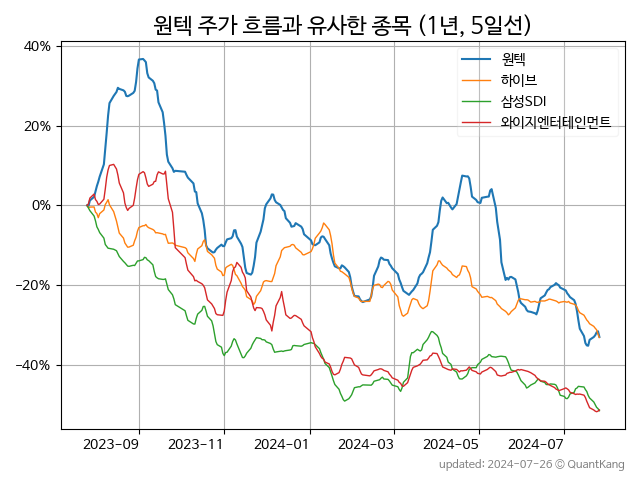 원텍 주가 흐름과 유사한 종목 (1년, 5일선)
40%
20%
0%
−20%
−40%
원텍
하이브
삼성SDI
와이지엔터테인먼트
2023-09
2023-11
2024-01
2024-03
2024-05
2024-07
updated: 2024-07-26 © QuantKang